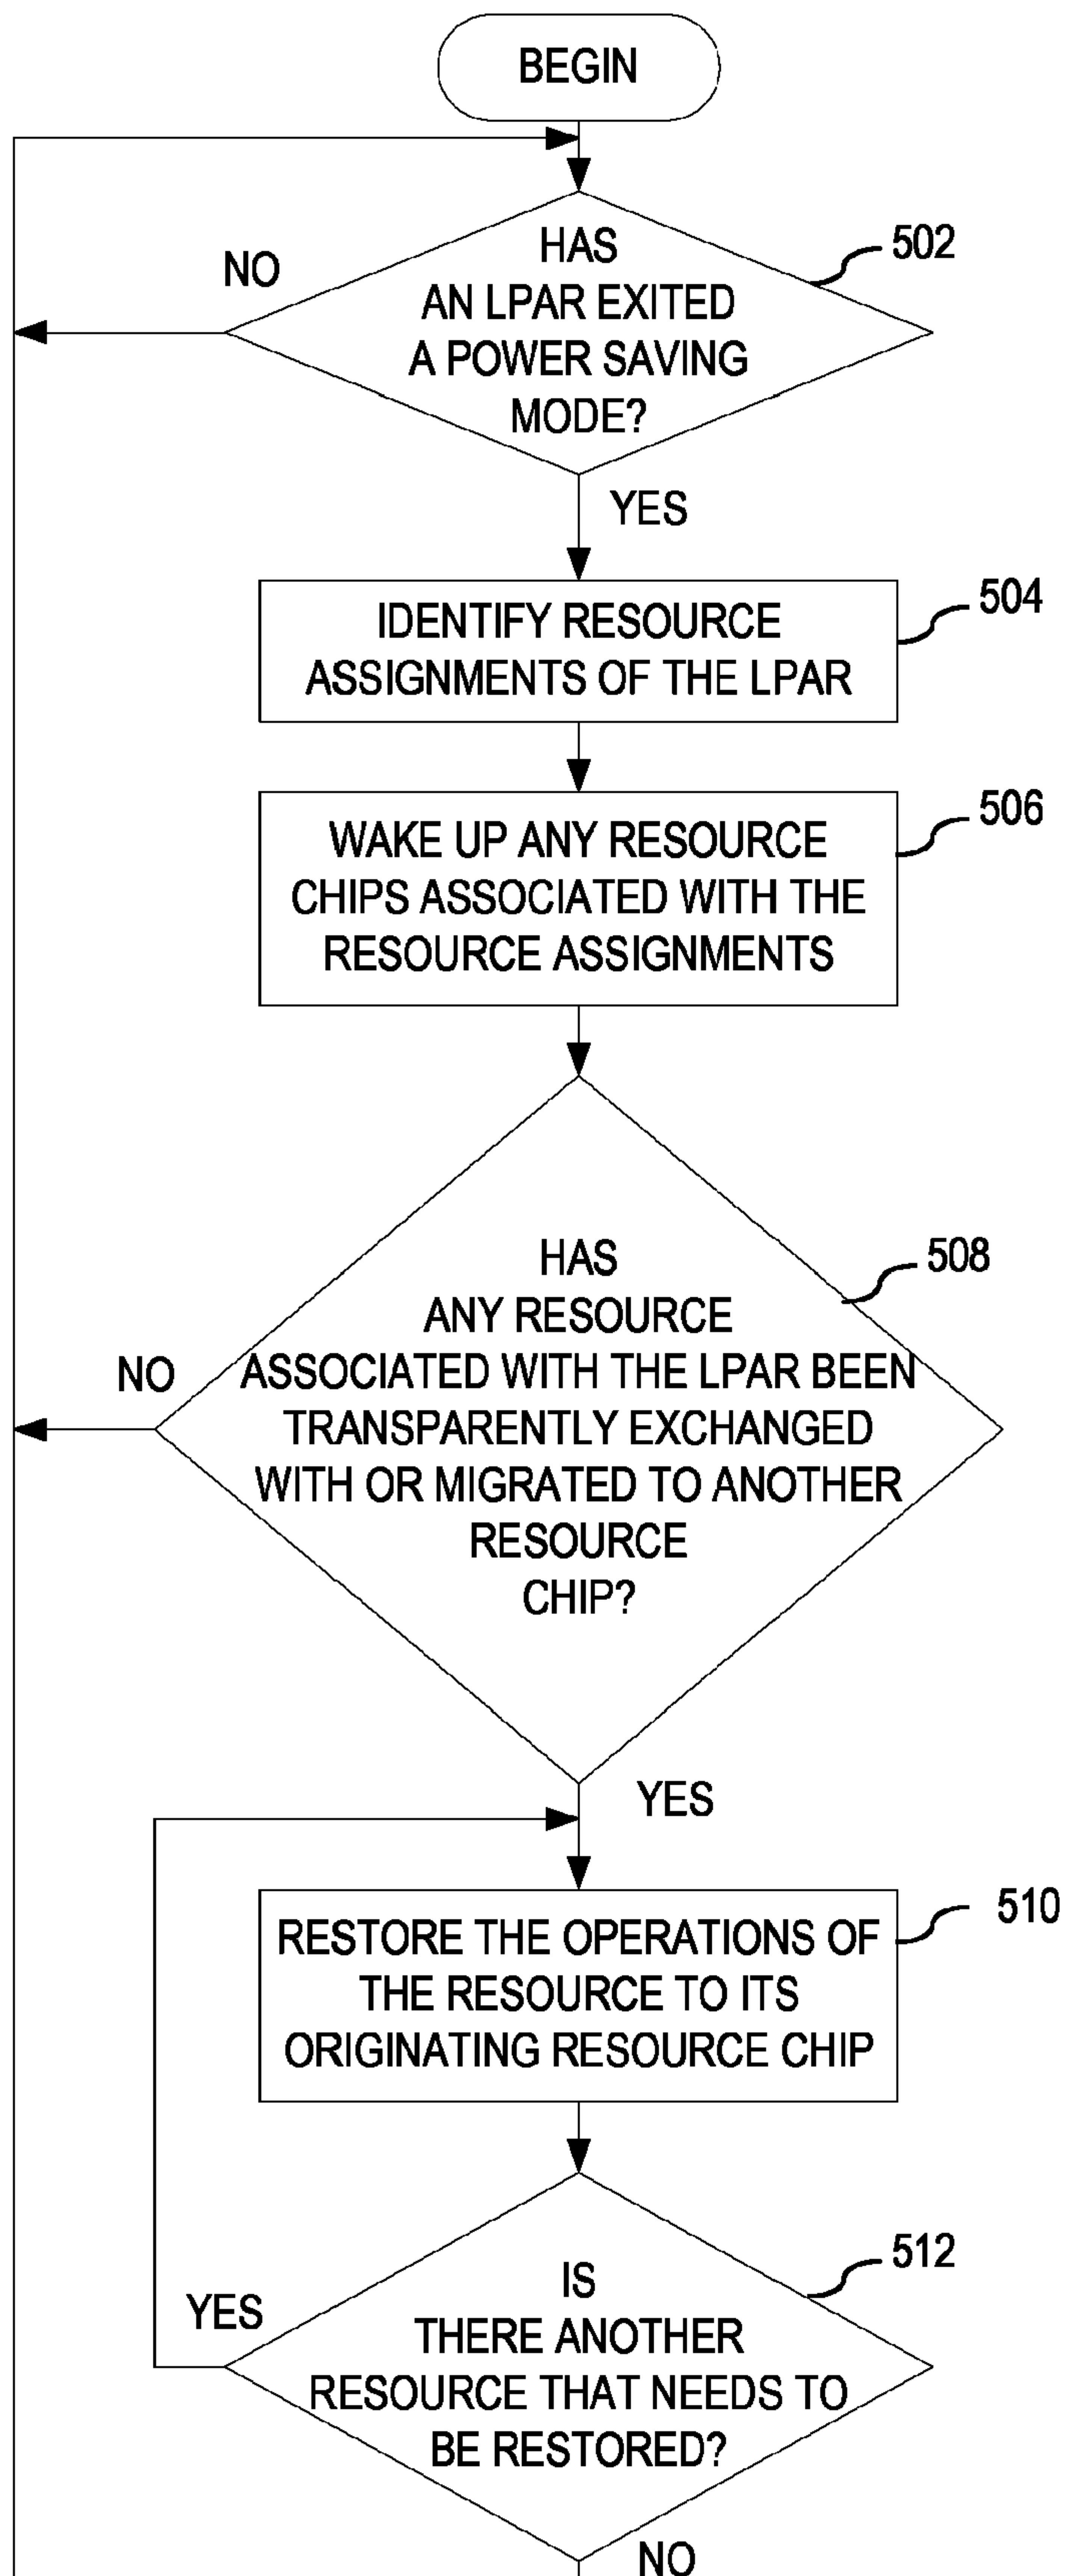 BEGIN
HAS
AN LPAR EXITED
A POWER SAVING
MODE?
502
NO
YES
IDENTIFY RESOURCE
ASSIGNMENTS OF THE LPAR
504
WAKE UP ANY RESOURCE
CHIPS ASSOCIATED WITH THE
RESOURCE ASSIGNMENTS
506
HAS
ANY RESOURCE
ASSOCIATED WITH THE LPAR BEEN
TRANSPARENTLY EXCHANGED
WITH OR MIGRATED TO ANOTHER
RESOURCE
CHIP?
508
NO
YES
RESTORE THE OPERATIONS OF
THE RESOURCE TO ITS
ORIGINATING RESOURCE CHIP
510
IS
THERE ANOTHER
RESOURCE THAT NEEDS TO
BE RESTORED?
512
YES
NO